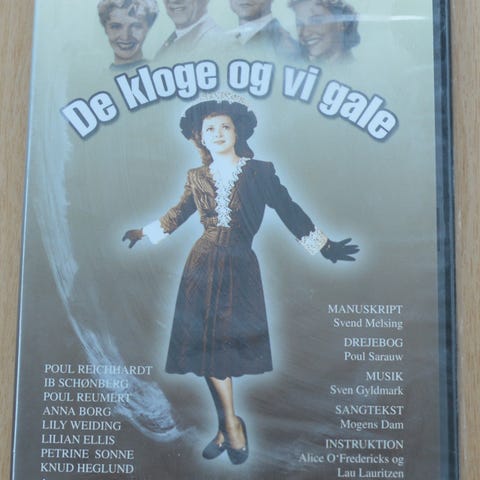 De kloge og vi gale
MANUSKRIPT
Svend Melsing
DREJEBOG
Poul Sarauw
MUSIK
Sven Gyldmark
SANGTEKST
Mogens Dam
INSTRUKTION
Alice O'Fredericks og
Lau Lauritzen
POUL REICHHARDT
IB SCHØNBERG
POUL REUMERT
ANNA BORG
LILY WEIDING
LILIAN ELLIS
PETRINE SONNE
KNUD HEGLUND